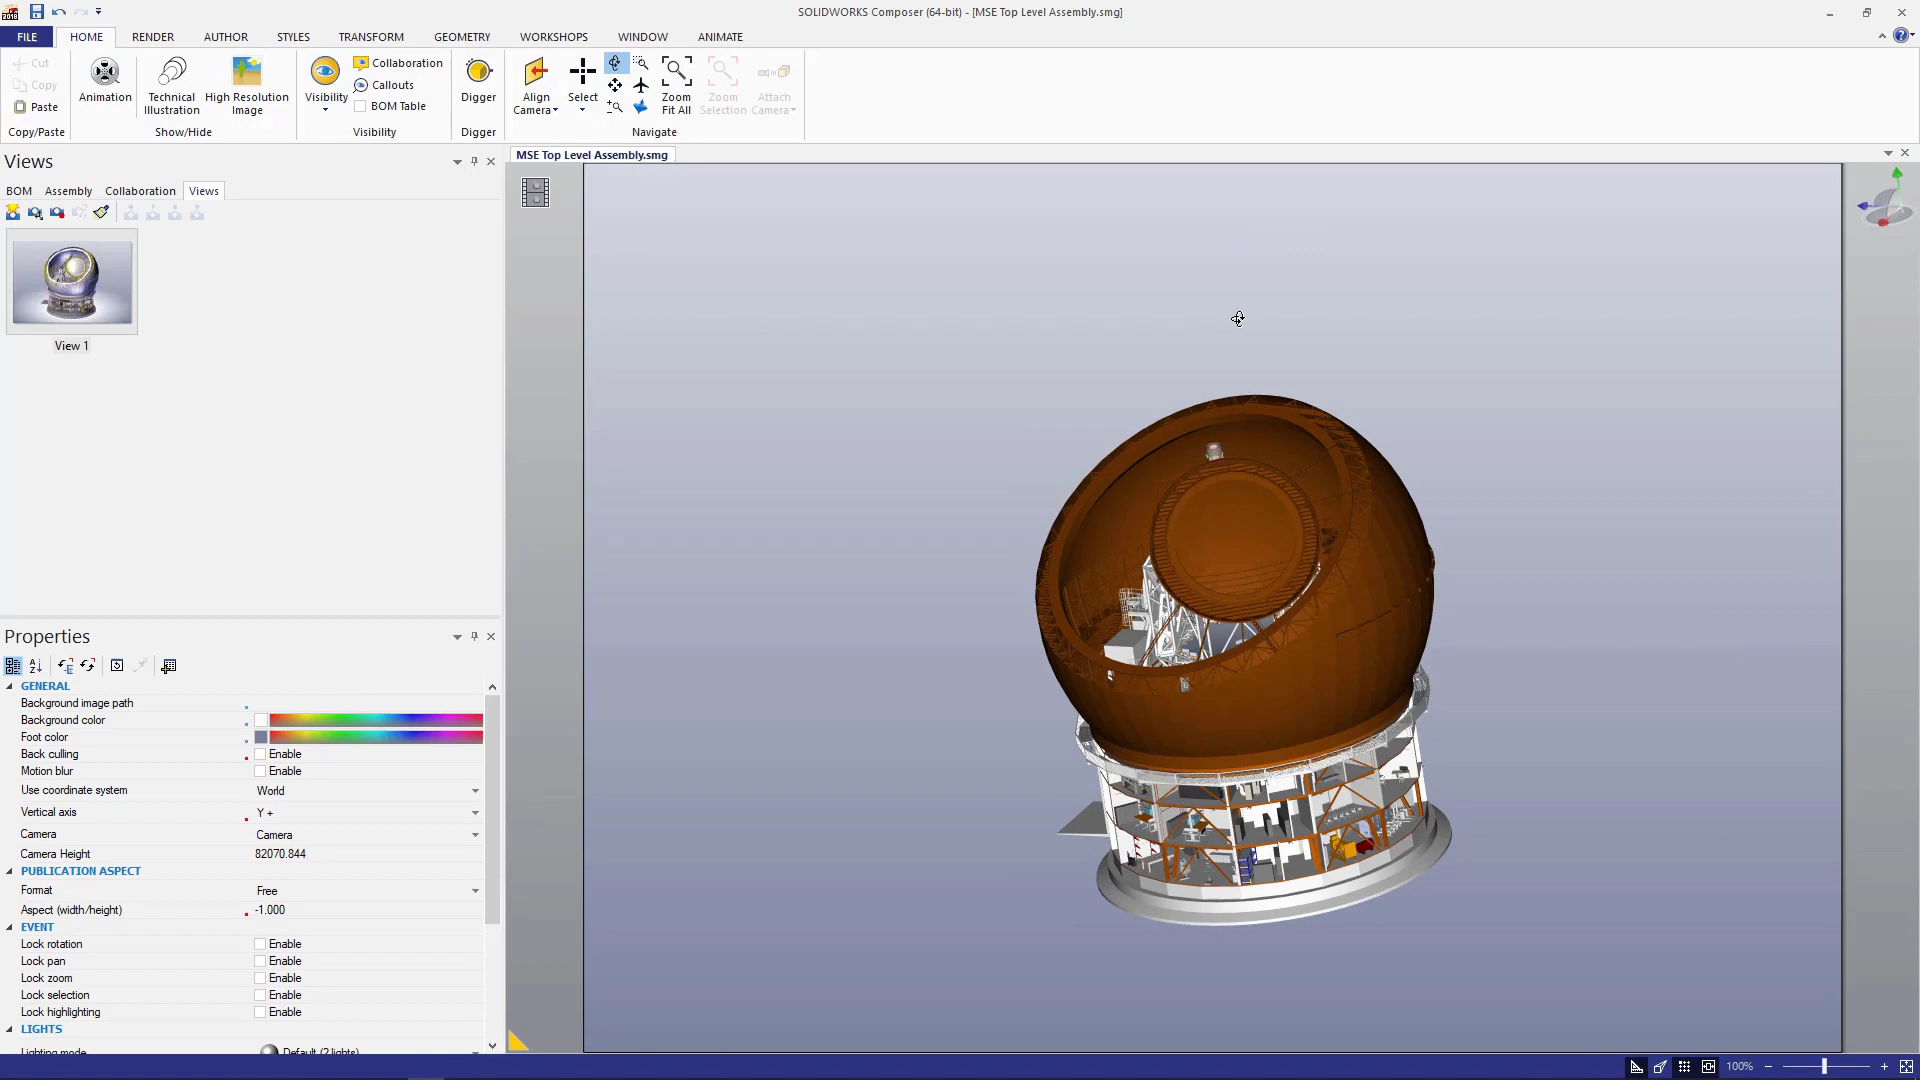 SOLIDWORKS Composer (64-bit) - [MSE Top Level Assembly.smg]
FILE HOME RENDER AUTHOR STYLES TRANSFORM GEOMETRY WORKSHOPS WINDOW ANIMATE
Cut
Copy
Paste
Copy/Paste
Animation
Technical
Illustration
High Resolution
Image
Show/Hide
Visibility
Collaboration
Callouts
BOM Table
Visibility
Digger
Digger
Align
Camera
Select
Zoom
Fit All
Zoom
Selection
Attach
Camera
Navigate
Views
BOM Assembly Collaboration Views
View 1
MSE Top Level Assembly.smg
Properties
GENERAL
Background image path
Background color
Foot color
Back culling Enable
Motion blur Enable
Use coordinate system World
Vertical axis Y +
Camera Camera
Camera Height 82070.844
PUBLICATION ASPECT
Format Free
Aspect (width/height) -1.000
EVENT
Lock rotation Enable
Lock pan Enable
Lock zoom Enable
Lock selection Enable
Lock highlighting Enable
LIGHTS
Lighting mode Default (2 lights)
100%